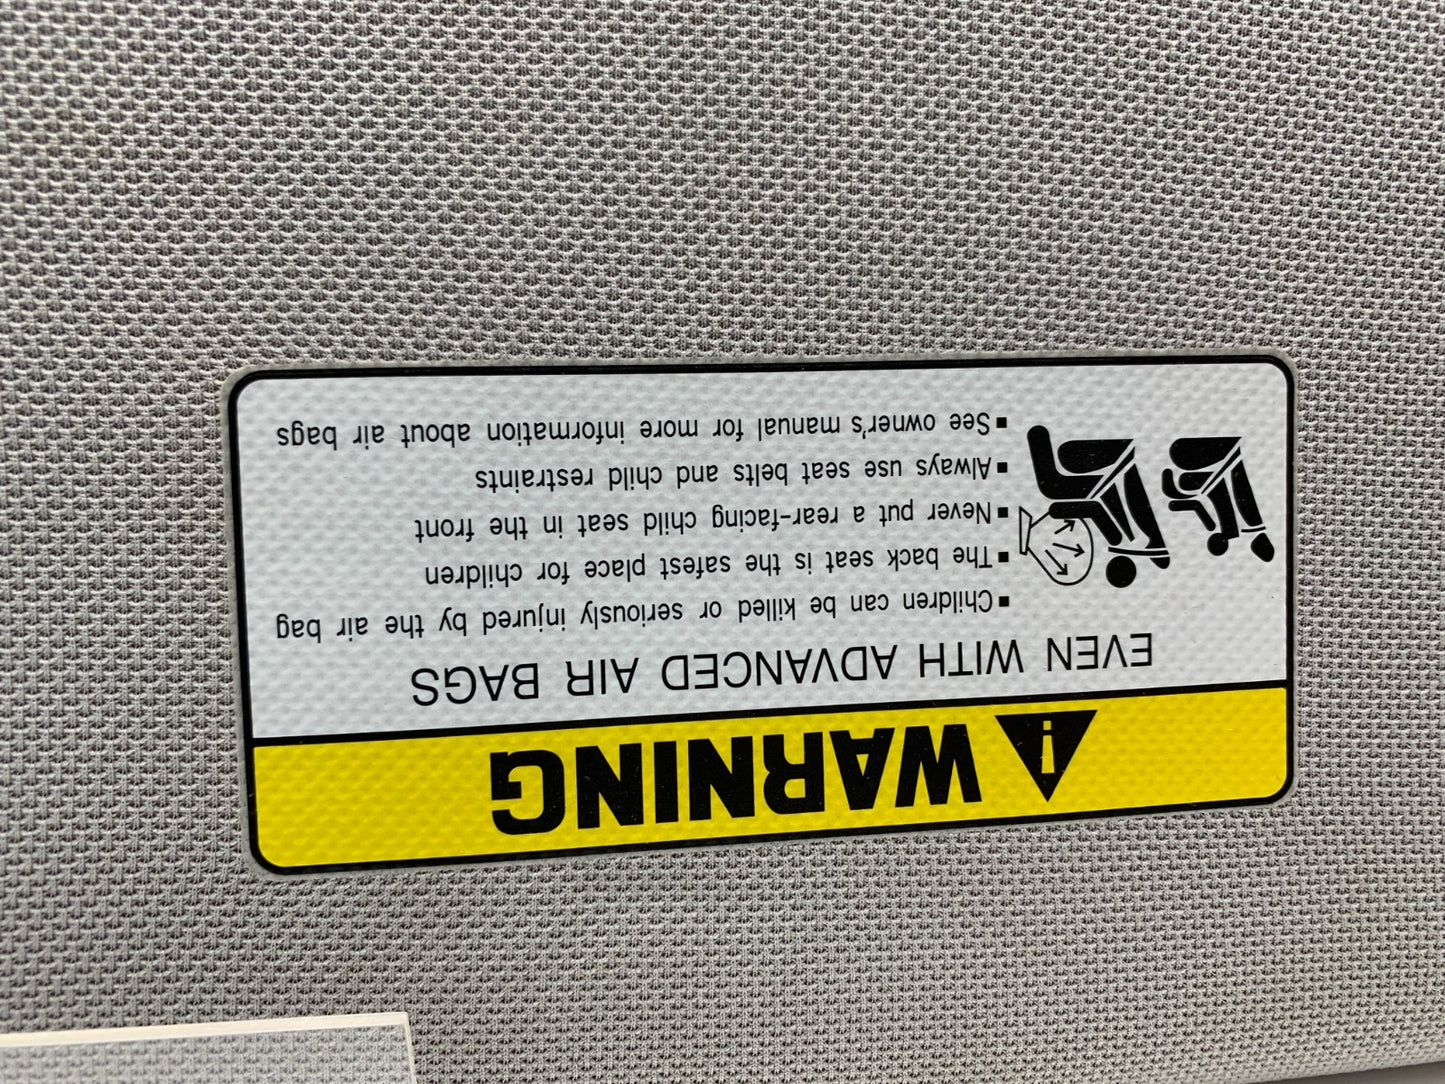 WARNING
EVEN WITH ADVANCED AIR BAGS
▪Children can be killed or seriously injured by the air bag
▪The back seat is the safest place for children
▪Never put a rear-facing child seat in the front
▪Always use seat belts and child restraints
▪See owner's manual for more information about air bags